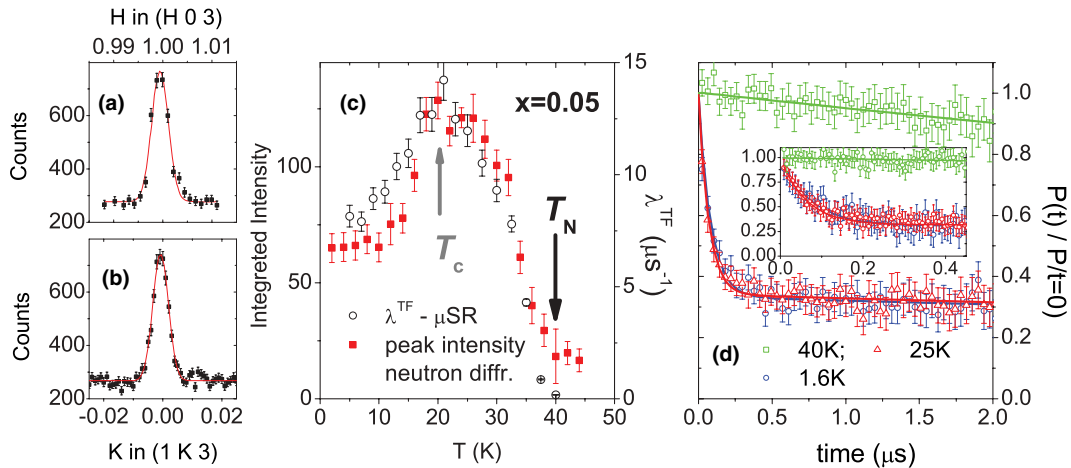 H in (H 0 3)
0.99 1.00 1.01
(a)
600
400
200
Counts
(b)
600
400
200
Counts
-0.02 0.00 0.02
K in (1 K 3)
(c)
x=0.05
Integreted Intensity
100
50
0
T_c
T_N
λ^TF - μSR
peak intensity
neutron diffr.
0 10 20 30 40 50
T (K)
15
10
5
0
λ^TF (μs^-1)
1.00
0.75
0.50
0.25
0.00
0.0 0.2 0.4
(d)
40K; 25K
1.6K
0.0 0.5 1.0 1.5 2.0
time (μs)
1.0
0.8
0.6
0.4
0.2
0.0
P(t) / P/t=0)